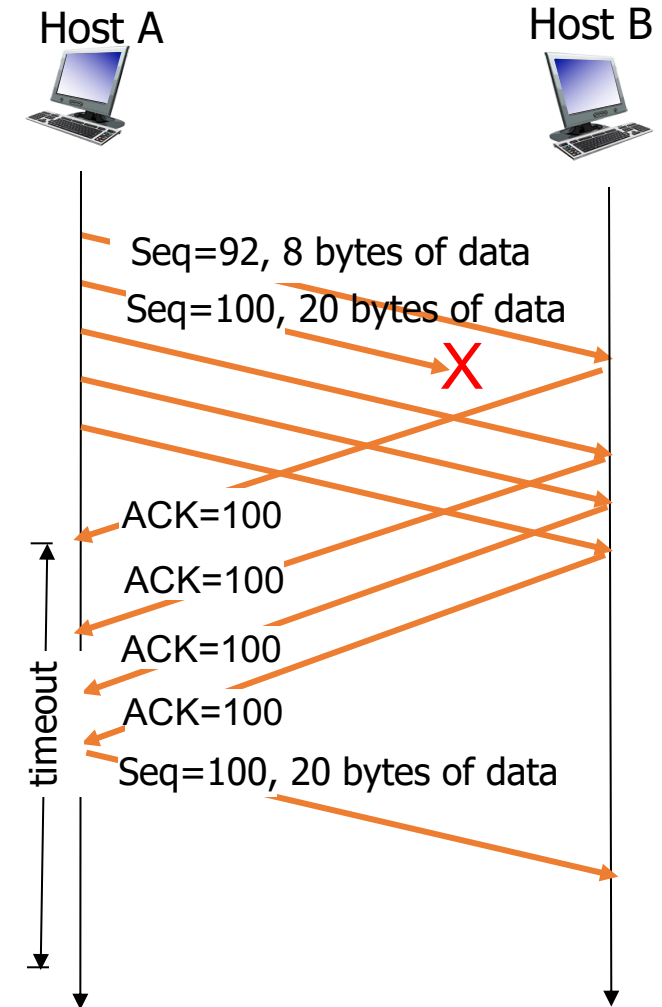 Host A
Host B
Seq=92, 8 bytes of data
Seq=100, 20 bytes of data
X
ACK=100
ACK=100
ACK=100
ACK=100
timeout
Seq=100, 20 bytes of data